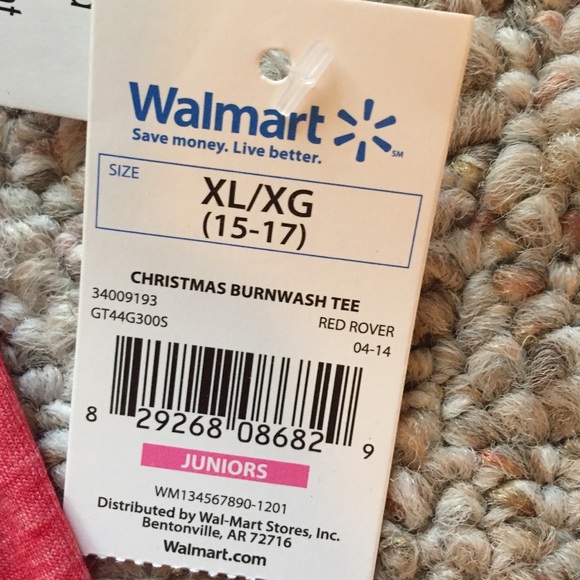 Walmart
Save money. Live better. SM
SIZE
XL/XG
(15-17)
CHRISTMAS BURNWASH TEE
34009193
GT44G300S RED ROVER
04-14
8 29268 08682 9
JUNIORS
WM134567890-1201
Distributed by Wal-Mart Stores, Inc.
Bentonville, AR 72716
Walmart.com